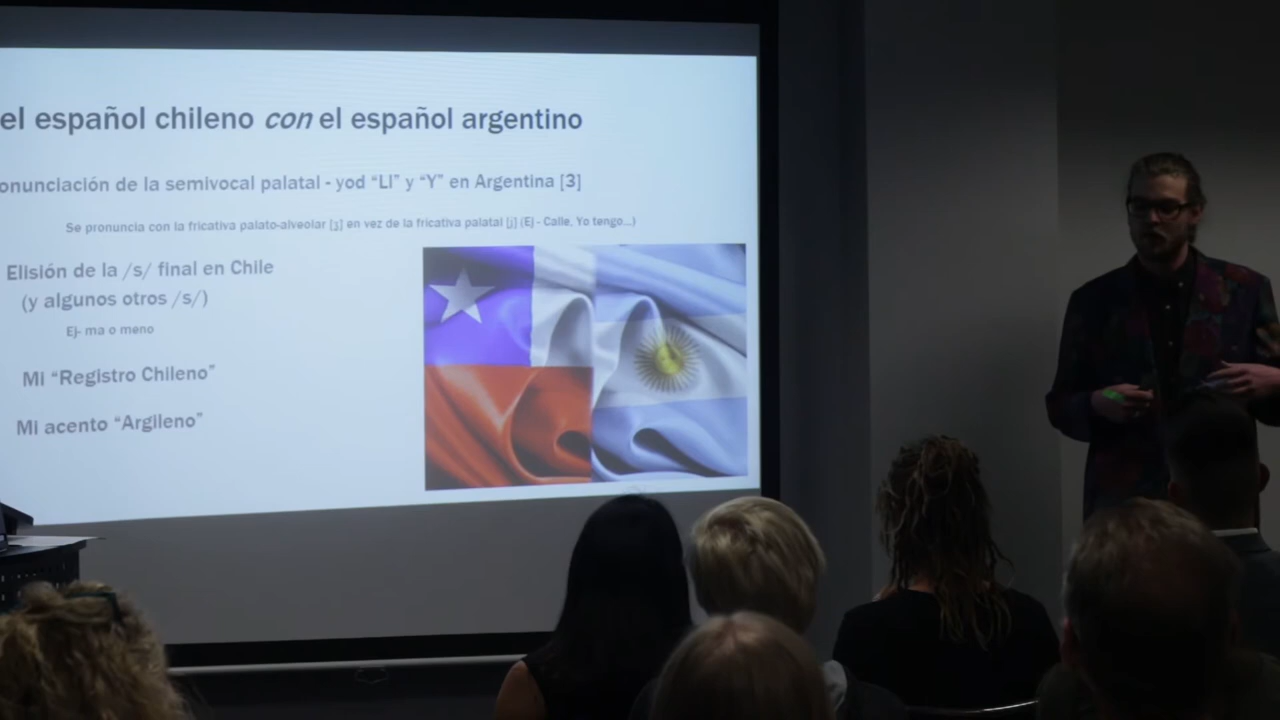 el español chileno con el español argentino
onunciación de la semivocal palatal - yod “Ll” y “Y” en Argentina [3]
Se pronuncia con la fricativa palato-alveolar [ʒ] en vez de la fricativa palatal [j] (Ej - Calle, Yo tengo...)
Elisión de la /s/ final en Chile
(y algunos otros /s/)
Ej- ma o meno
Mi “Registro Chileno”
Mi acento “Argileno”